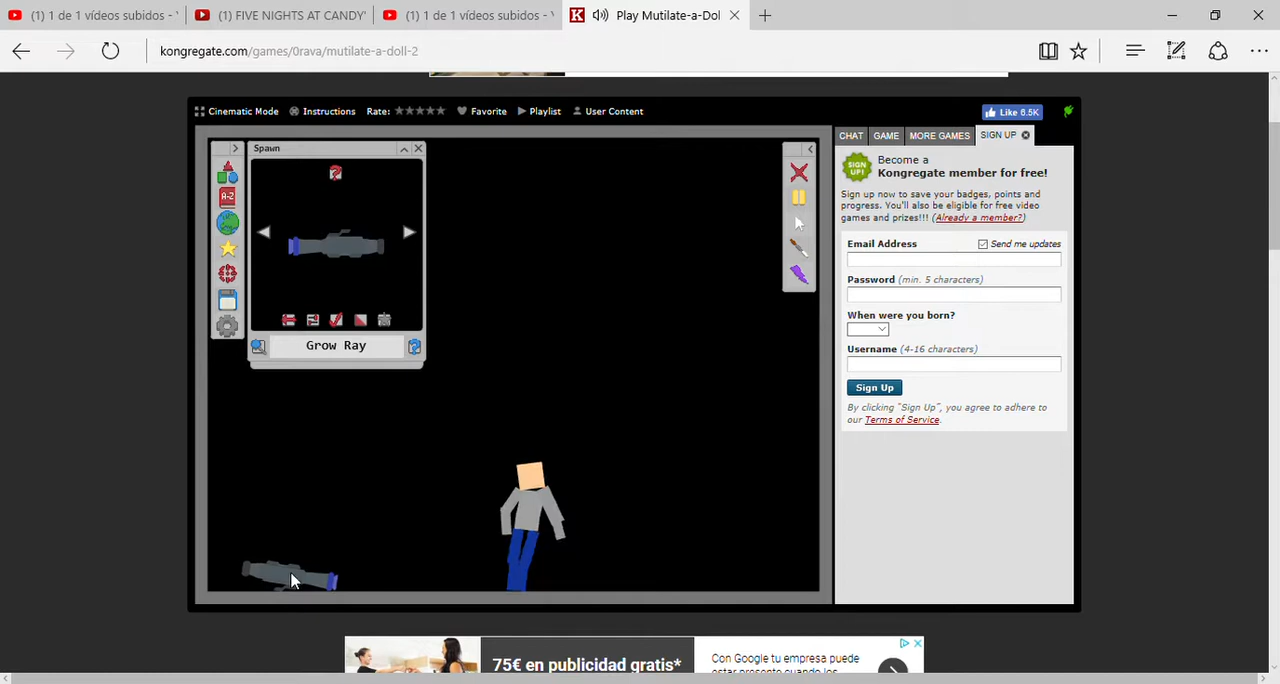 (1) 1 de 1 vídeos subidos - Y
(1) FIVE NIGHTS AT CANDY'
(1) 1 de 1 vídeos subidos - Y
Play Mutilate-a-Doll
kongregate.com/games/0rava/mutilate-a-doll-2
Cinematic Mode
Instructions
Rate:
Favorite
Playlist
User Content
Like 6.5K
CHAT
GAME
MORE GAMES
SIGN UP
Spawn
A-Z
Grow Ray
SIGN UP!
Become a
Kongregate member for free!
Sign up now to save your badges, points and
progress. You'll also be eligible for free video
games and prizes!!! (Already a member?)
Email Address
Send me updates
Password (min. 5 characters)
When were you born?
Username (4-16 characters)
Sign Up
By clicking "Sign Up", you agree to adhere to
our Terms of Service.
75€ en publicidad gratis*
Con Google tu empresa puede